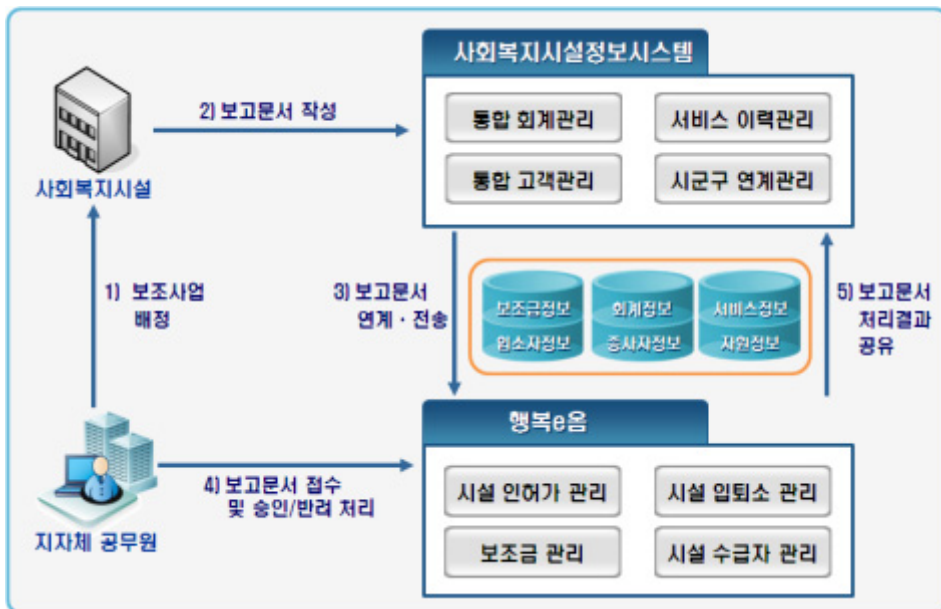 사회복지시설정보시스템
통합 회계관리
서비스 이력관리
통합 고객관리
시군구 연계관리
2) 보고문서 작성
사회복지시설
1) 보조사업
배정
3) 보고문서
연계·전송
보조금정보
회계정보
서비스정보
입소자정보
종사자정보
자원정보
5) 보고문서
처리결과
공유
행복e음
시설 인허가 관리
시설 입퇴소 관리
보조금 관리
시설 수급자 관리
4) 보고문서 접수
및 승인/반려 처리
지자체 공무원